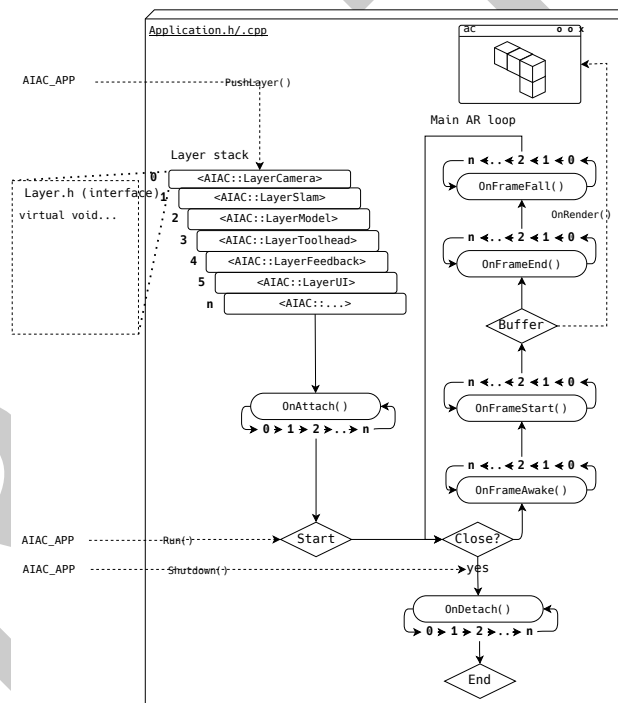 Application.h/.cpp
ac
o o x
AIAC_APP
PushLayer()
Main AR loop
Layer stack
0 <AIAC::LayerCamera>
n ◄.. ◄ 2 ◄ 1 ◄ 0
OnFrameFall()
Layer.h (interface)
virtual void...
1 <AIAC::LayerSlam>
2 <AIAC::LayerModel>
OnRender()
3 <AIAC::LayerToolhead>
n ◄.. ◄ 2 ◄ 1 ◄ 0
4 <AIAC::LayerFeedback>
OnFrameEnd()
5 <AIAC::LayerUI>
n <AIAC::...>
Buffer
n ◄.. ◄ 2 ◄ 1 ◄ 0
OnAttach()
OnFrameStart()
0 ► 1 ► 2 ►..► n
n ◄.. ◄ 2 ◄ 1 ◄ 0
OnFrameAwake()
AIAC_APP
Run()
Start
Close?
AIAC_APP
Shutdown()
yes
OnDetach()
0 ► 1 ► 2 ►..► n
End